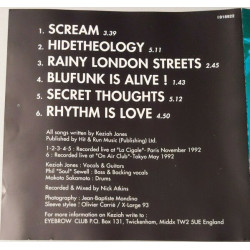 1. SCREAM 3.39
2. HIDETHEOLOGY 5.11
3. RAINY LONDON STREETS 2.45
4. BLUFUNK IS ALIVE ! 1.43
5. SECRET THOUGHTS 5.12
6. RHYTHM IS LOVE 4.50
All songs written by Keziah Jones
Published by Hit & Run Music (Publishing) Ltd.
1-2-3-4-5 : Recorded live at "La Cigale"- Paris November 1992
6 : Recorded live at "On Air Club"- Tokyo May 1992
Keziah Jones : Vocals & Guitars
Phil "Soul" Sewell : Bass & Backing vocals
Makoto Sakamoto : Drums
Recorded & Mixed by Nick Atkins
Photography : Jean-Baptiste Mondino
Sleeve styles : Olivier Carrié / X Large 93
For more information on Keziah write to :
EYEBROW CLUB P.O. BOX 131, Twickenham, Middx TW2 5UE England